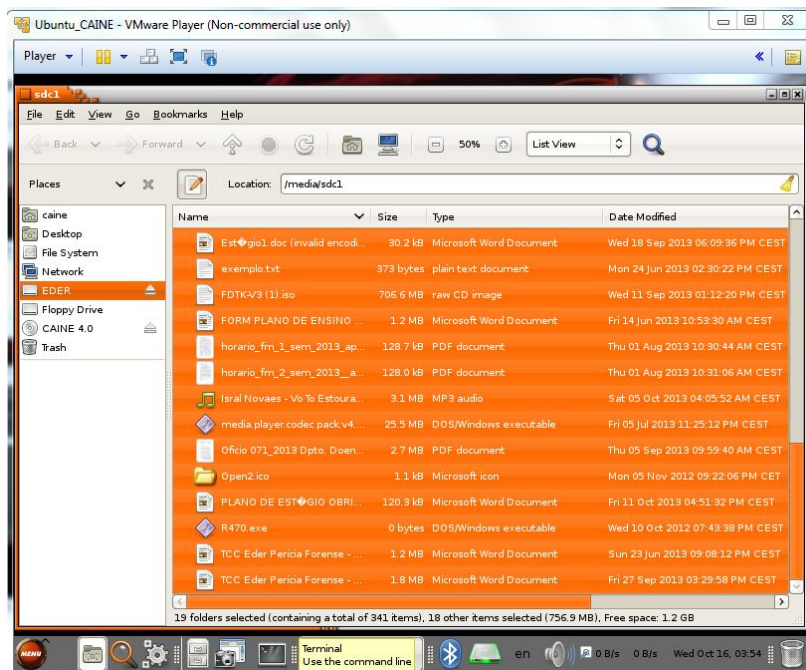 Ubuntu_CAINE - VMware Player (Non-commercial use only)
Player
sdc1
File Edit View Go Bookmarks Help
Back Forward 50% List View
Places Location: /media/sdc1
Name Size Type Date Modified
caine
Desktop
File System
Network
EDER
Floppy Drive
CAINE 4.0
Trash
Est�gio1.doc (invalid encodi... 30.2 kB Microsoft Word Document Wed 18 Sep 2013 06:09:36 PM CEST
exemplo.txt 373 bytes plain text document Mon 24 Jun 2013 02:30:22 PM CEST
FDTK-V3 (1).iso 706.6 MB raw CD image Wed 11 Sep 2013 01:12:20 PM CEST
FORM PLANO DE ENSINO ... 1.2 MB Microsoft Word Document Fri 14 Jun 2013 10:53:30 AM CEST
horario_fm_1_sem_2013_ap... 128.7 kB PDF document Thu 01 Aug 2013 10:30:44 AM CEST
horario_fm_2_sem_2013__a... 128.0 kB PDF document Thu 01 Aug 2013 10:31:06 AM CEST
Isral Novaes - Vo To Estoura... 3.1 MB MP3 audio Sat 05 Oct 2013 04:05:52 AM CEST
media.player.codec.pack.v4.... 25.5 MB DOS/Windows executable Fri 05 Jul 2013 11:25:12 PM CEST
Oficio 071_2013 Dpto. Doen... 2.7 MB PDF document Thu 05 Sep 2013 09:59:40 AM CEST
Open2.ico 1.1 kB Microsoft icon Mon 05 Nov 2012 09:22:06 PM CET
PLANO DE EST�GIO OBRI... 120.3 kB Microsoft Word Document Fri 11 Oct 2013 04:51:32 PM CEST
R470.exe 0 bytes DOS/Windows executable Wed 10 Oct 2012 07:43:38 PM CEST
TCC Eder Pericia Forense - ... 1.2 MB Microsoft Word Document Sun 23 Jun 2013 09:08:12 PM CEST
TCC Eder Pericia Forense - ... 1.8 MB Microsoft Word Document Fri 27 Sep 2013 03:29:58 PM CEST
19 folders selected (containing a total of 341 items), 18 other items selected (756.9 MB), Free space: 1.2 GB
MENU
Terminal
Use the command line
en 0 B/s 0 B/s Wed Oct 16, 03:54